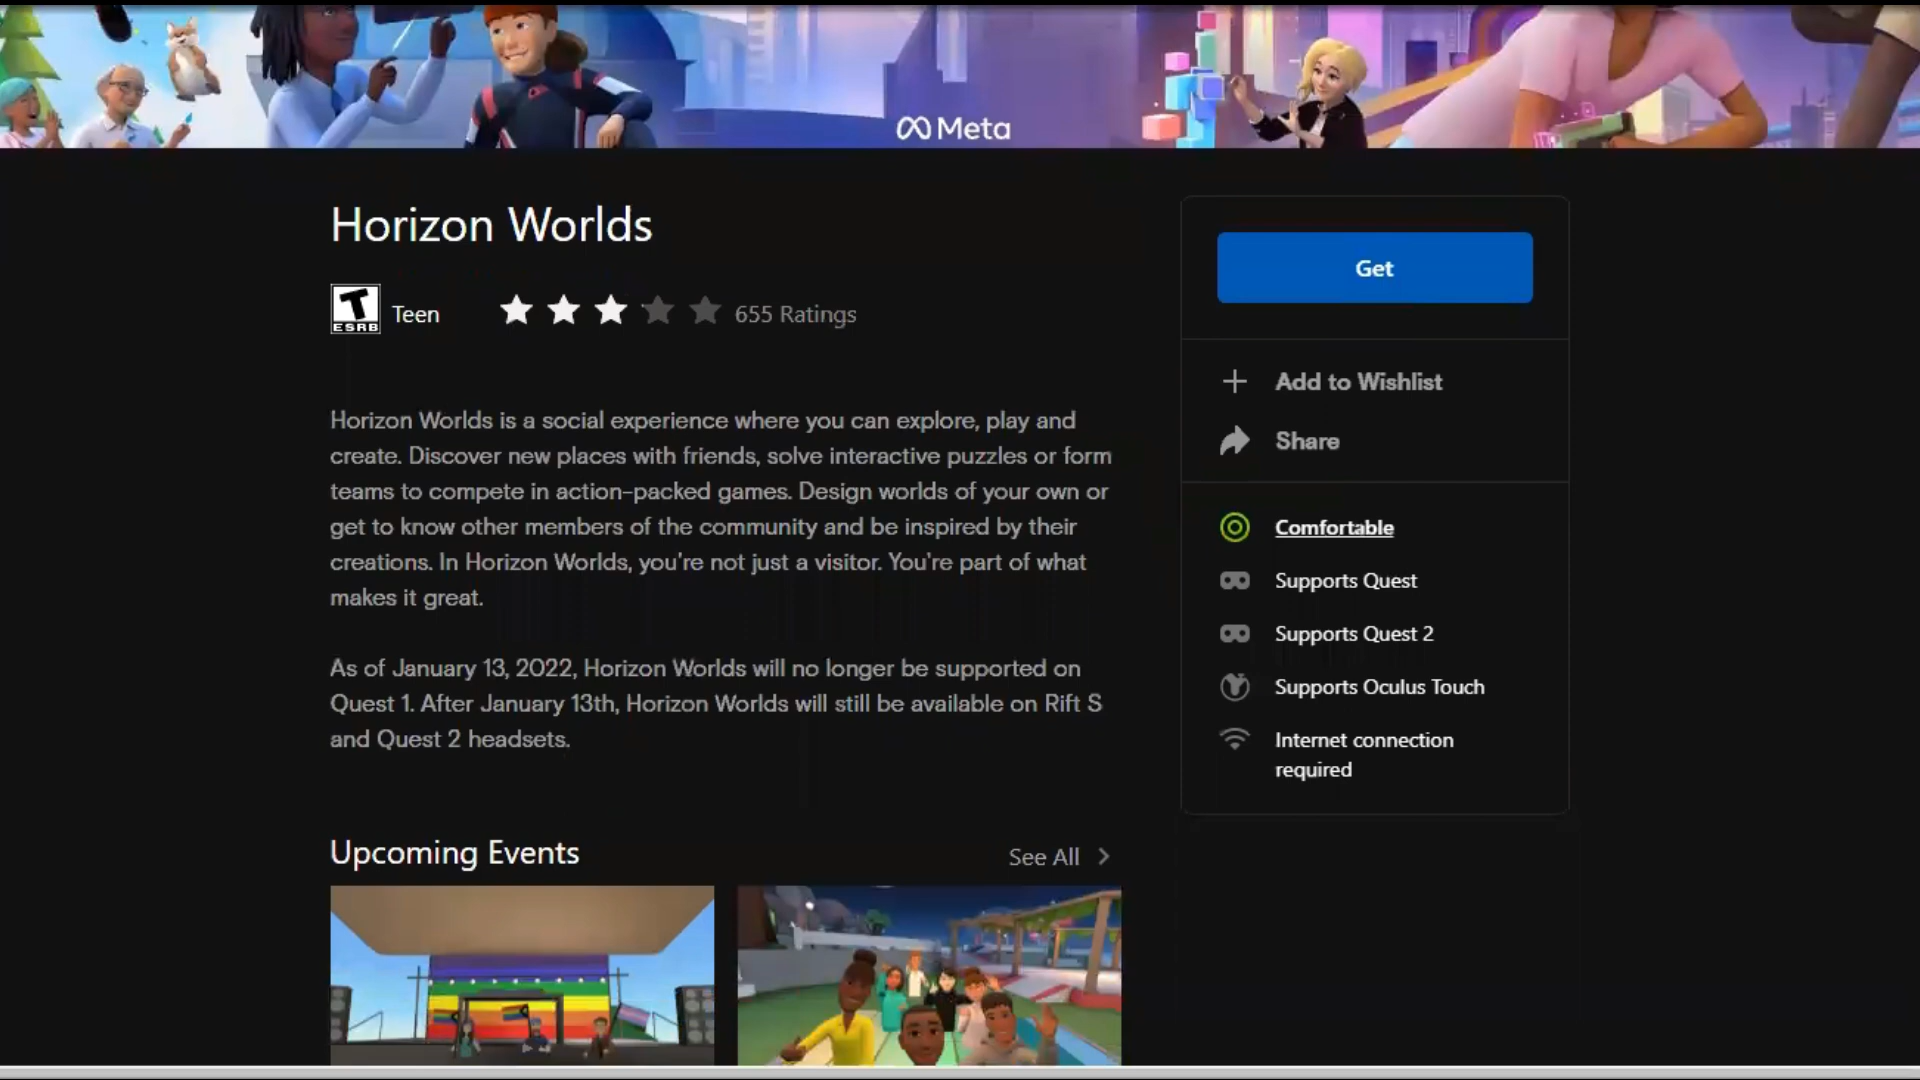 Meta
Horizon Worlds
T
ESRB
Teen
655 Ratings
Horizon Worlds is a social experience where you can explore, play and
create. Discover new places with friends, solve interactive puzzles or form
teams to compete in action-packed games. Design worlds of your own or
get to know other members of the community and be inspired by their
creations. In Horizon Worlds, you're not just a visitor. You're part of what
makes it great.
As of January 13, 2022, Horizon Worlds will no longer be supported on
Quest 1. After January 13th, Horizon Worlds will still be available on Rift S
and Quest 2 headsets.
Upcoming Events
See All
Get
Add to Wishlist
Share
Comfortable
Supports Quest
Supports Quest 2
Supports Oculus Touch
Internet connection
required